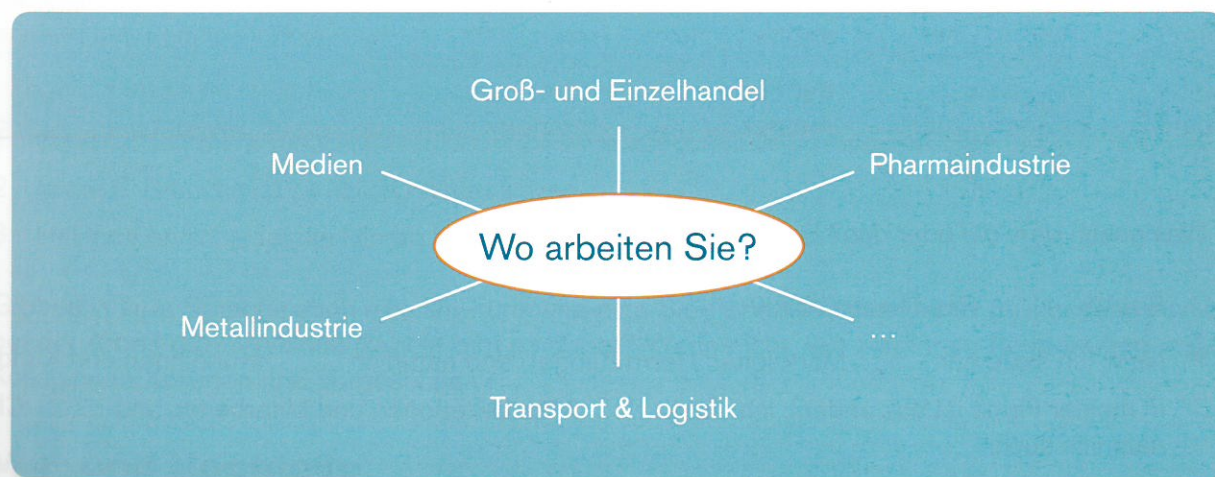 Groß- und Einzelhandel
Medien
Pharmaindustrie
Wo arbeiten Sie?
Metallindustrie
...
Transport & Logistik